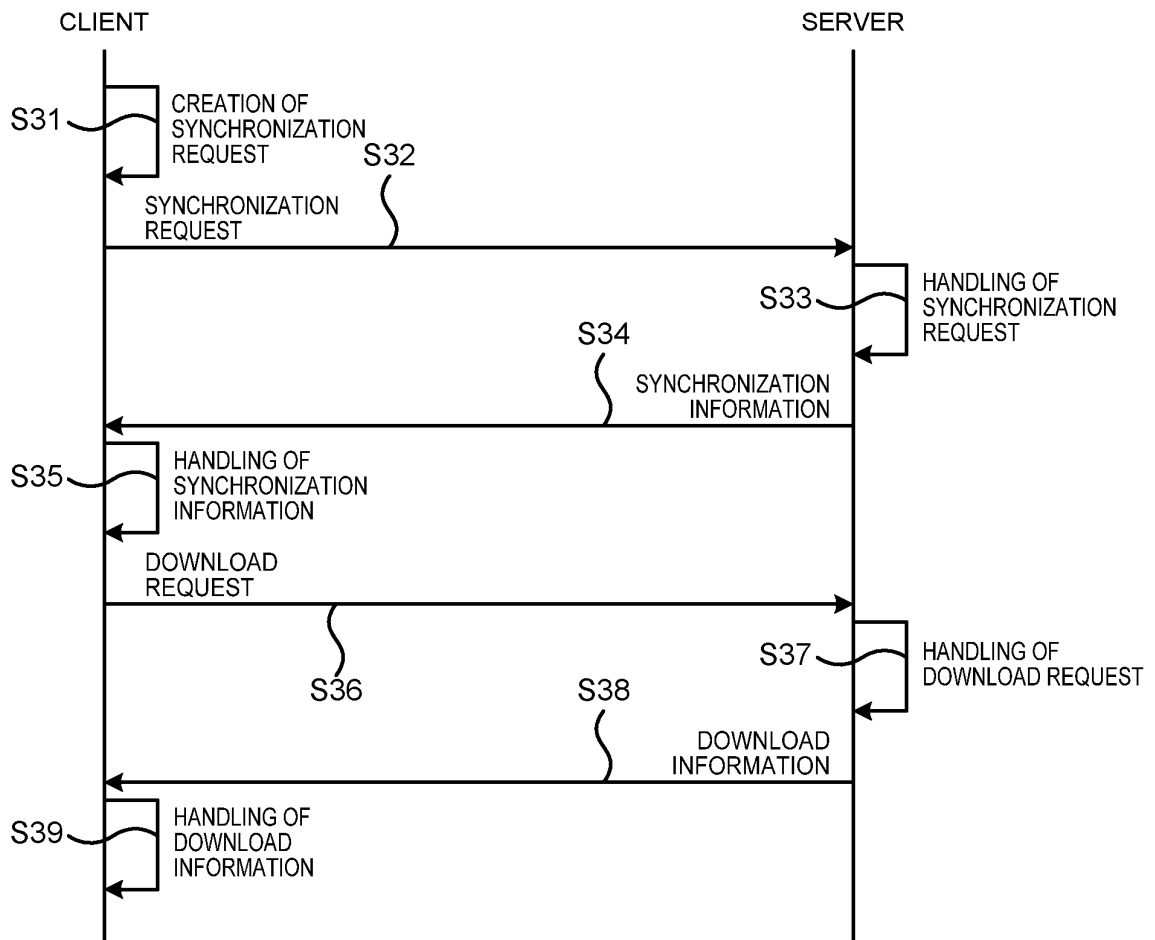 CLIENT
SERVER
S31
CREATION OF
SYNCHRONIZATION
REQUEST
S32
SYNCHRONIZATION
REQUEST
S33
HANDLING OF
SYNCHRONIZATION
REQUEST
S34
SYNCHRONIZATION
INFORMATION
S35
HANDLING OF
SYNCHRONIZATION
INFORMATION
DOWNLOAD
REQUEST
S36
S37
HANDLING OF
DOWNLOAD REQUEST
S38
DOWNLOAD
INFORMATION
S39
HANDLING OF
DOWNLOAD
INFORMATION